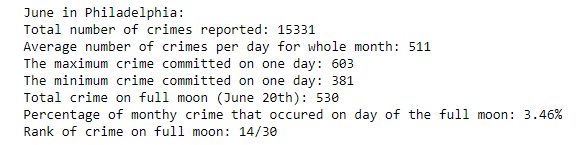 June in Philadelphia:
Total number of crimes reported: 15331
Average number of crimes per day for whole month: 511
The maximum crime committed on one day: 603
The minimum crime committed on one day: 381
Total crime on full moon (June 20th): 530
Percentage of monthy crime that occured on day of the full moon: 3.46%
Rank of crime on full moon: 14/30